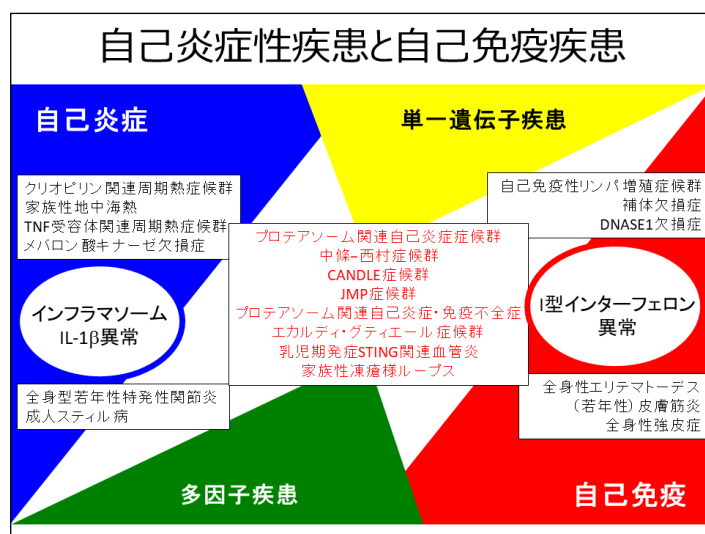 自己炎症性疾患と自己免疫疾患
自己炎症
単一遺伝子疾患
クリオピリン関連周期熱症候群
家族性地中海熱
TNF受容体関連周期熱症候群
メバロン酸キナーゼ欠損症
自己免疫性リンパ増殖症候群
補体欠損症
DNASE1欠損症
プロテアソーム関連自己炎症症候群
中條–西村症候群
CANDLE症候群
JMP症候群
プロテアソーム関連自己炎症・免疫不全症
エカルディ・グティエール症候群
乳児期発症STING関連血管炎
家族性凍瘡様ループス
インフラマソーム
IL-1β異常
I型インターフェロン
異常
全身型若年性特発性関節炎
成人スティル病
全身性エリテマトーデス
（若年性）皮膚筋炎
全身性強皮症
多因子疾患
自己免疫